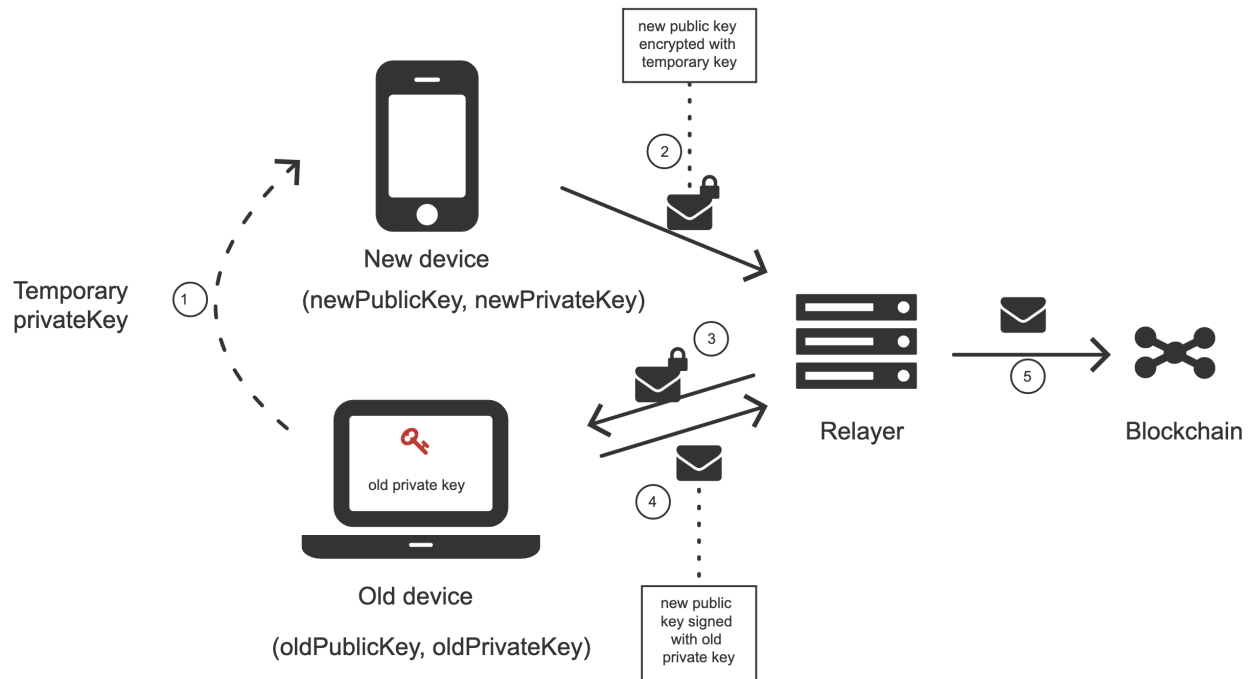 new public key
encrypted with
temporary key
2
New device
(newPublicKey, newPrivateKey)
Temporary
privateKey
1
3
5
Relayer
Blockchain
old private key
4
Old device
(oldPublicKey, oldPrivateKey)
new public
key signed
with old
private key